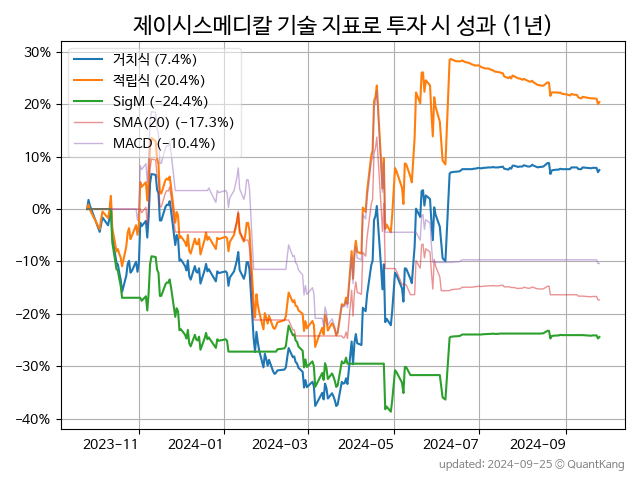 제이시스메디칼 기술 지표로 투자 시 성과 (1년)
30%
20%
10%
0%
−10%
−20%
−30%
−40%
거치식 (7.4%)
적립식 (20.4%)
SigM (−24.4%)
SMA(20) (−17.3%)
MACD (−10.4%)
2023−11
2024−01
2024−03
2024−05
2024−07
2024−09
updated: 2024−09−25 © QuantKang